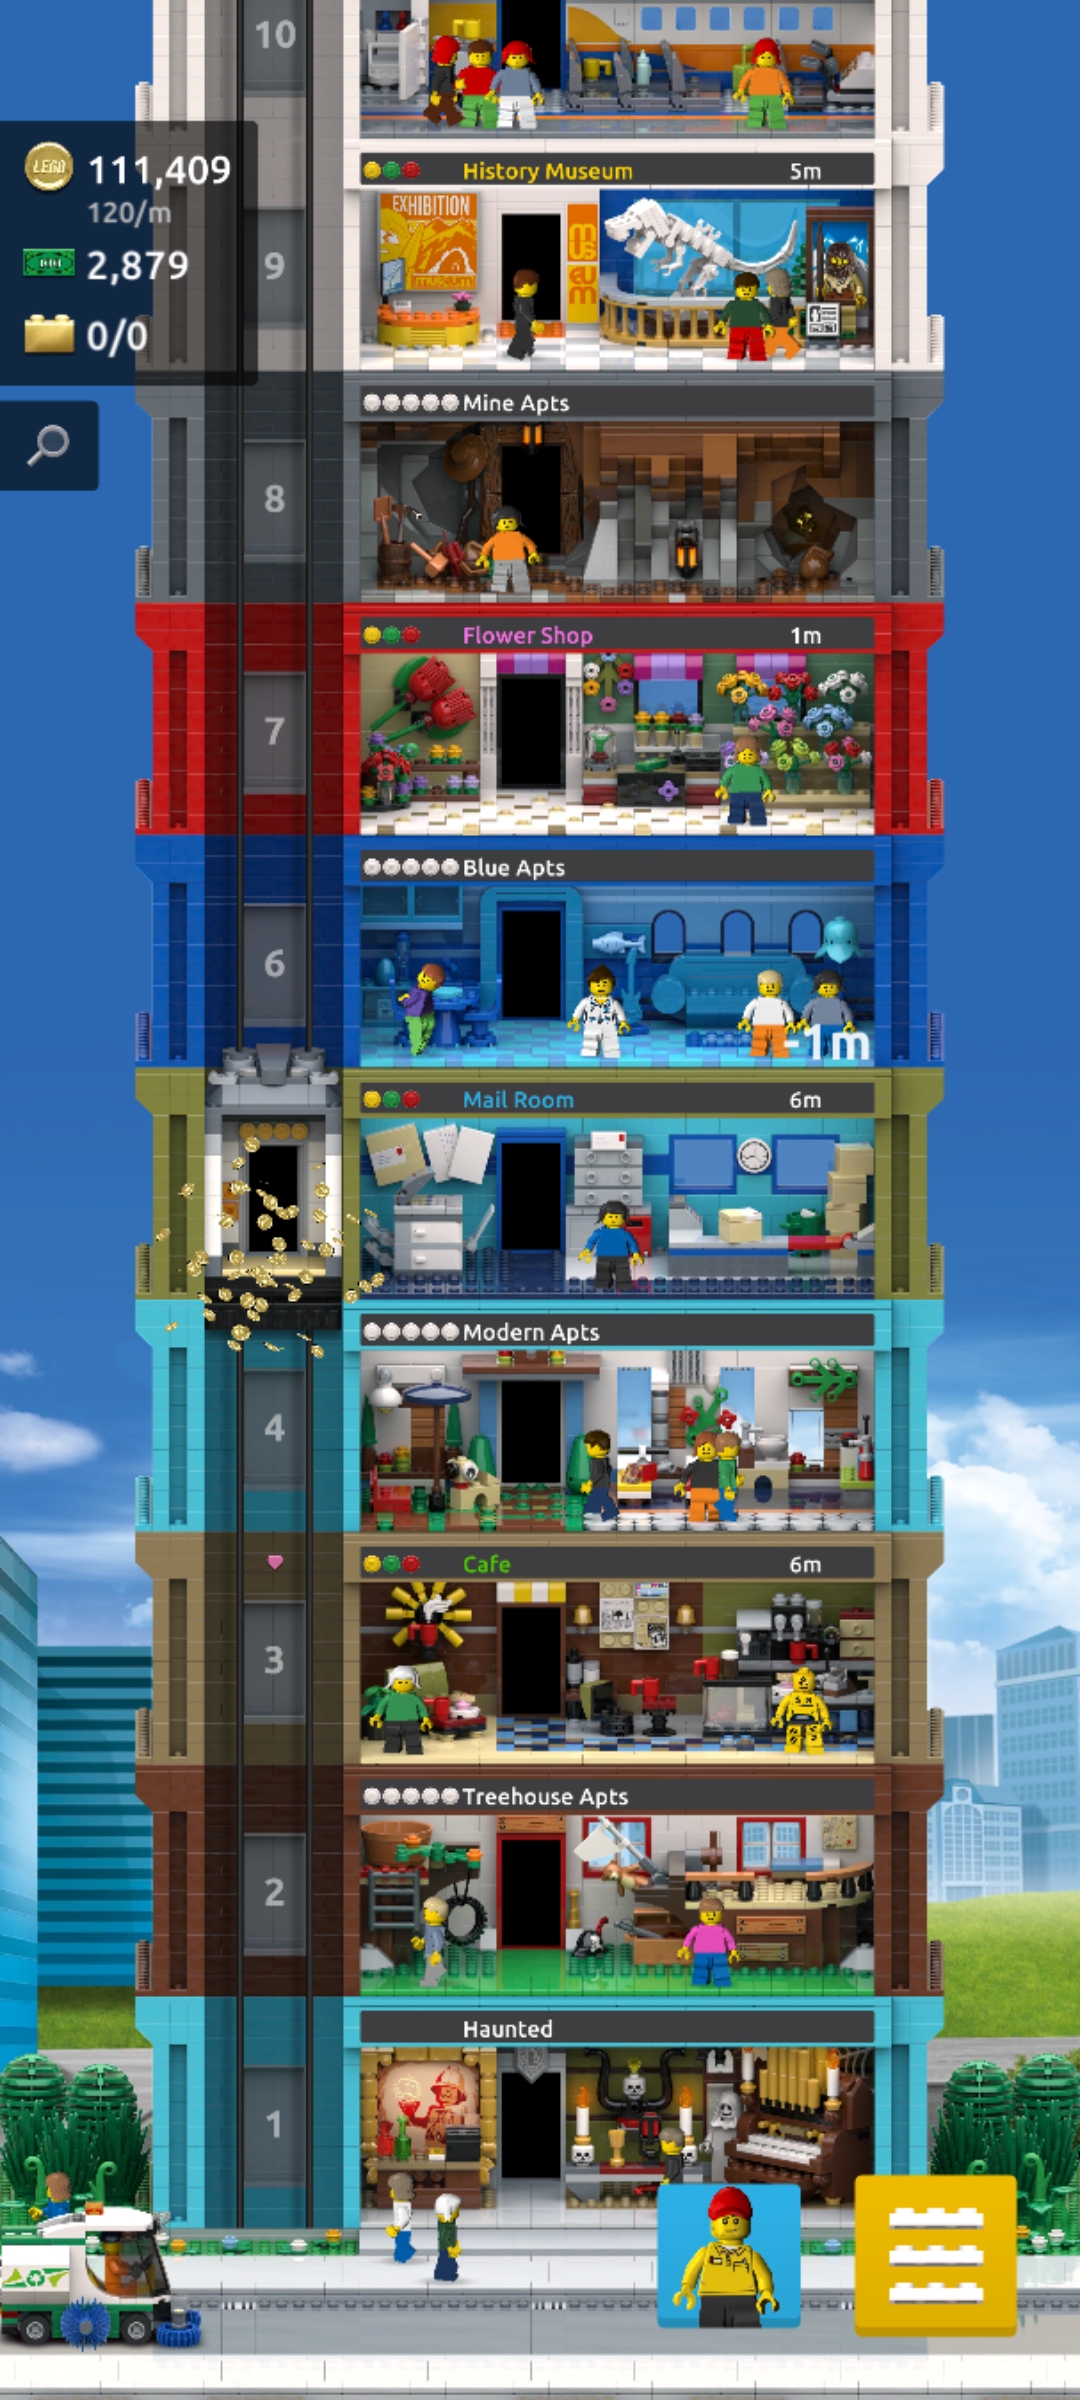 10
LEGO 111,409
120/m
2,879
0/0
History Museum 5m
EXHIBITION
museum
mus
eum
9
Mine Apts
8
Flower Shop 1m
7
Blue Apts
6
-1m
Mail Room 6m
Modern Apts
4
Cafe 6m
3
Treehouse Apts
2
Haunted
1